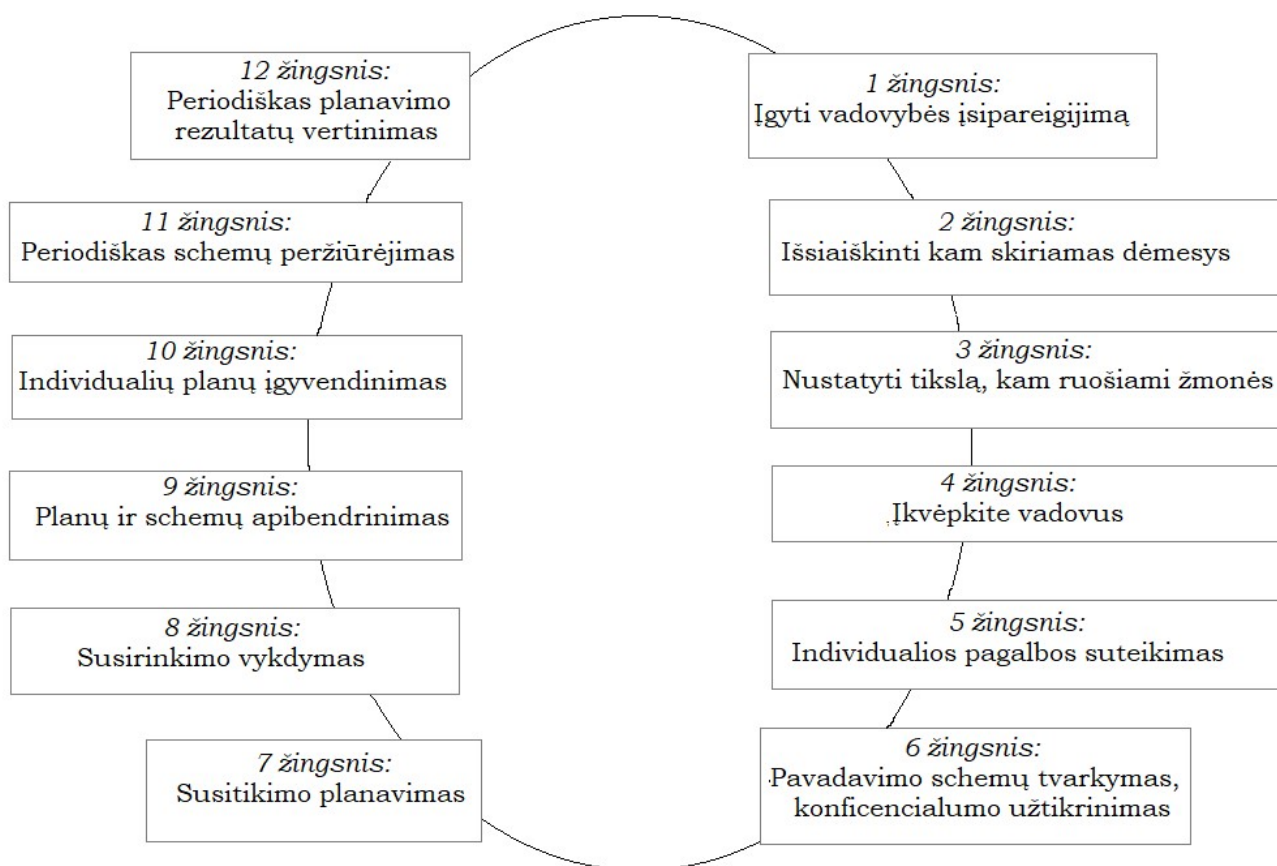 1 žingsnis:
Įgyti vadovybės įsipareigijimą
2 žingsnis:
Išsiaiškinti kam skiriamas dėmesys
3 žingsnis:
Nustatyti tikslą, kam ruošiami žmonės
4 žingsnis:
Įkvėpkite vadovus
5 žingsnis:
Individualios pagalbos suteikimas
6 žingsnis:
Pavadavimo schemų tvarkymas,
konficencialumo užtikrinimas
7 žingsnis:
Susitikimo planavimas
8 žingsnis:
Susirinkimo vykdymas
9 žingsnis:
Planų ir schemų apibendrinimas
10 žingsnis:
Individualių planų įgyvendinimas
11 žingsnis:
Periodiškas schemų peržiūrėjimas
12 žingsnis:
Periodiškas planavimo
rezultatų vertinimas